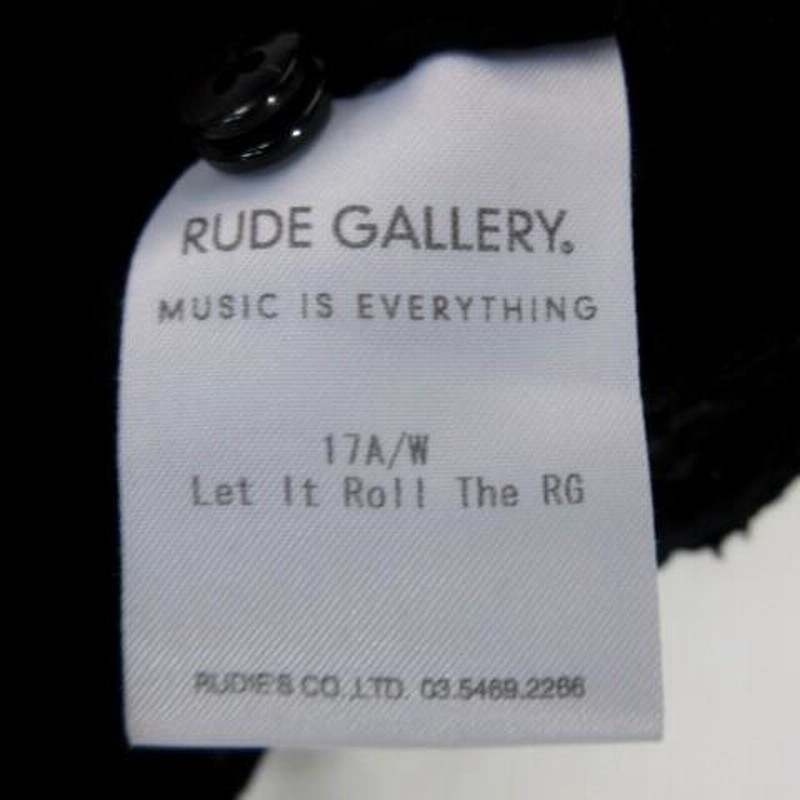 RUDE GALLERY.
MUSIC IS EVERYTHING
17A/W
Let It Roll The RG
RUDIE'S CO.,LTD. 03.5469.2266